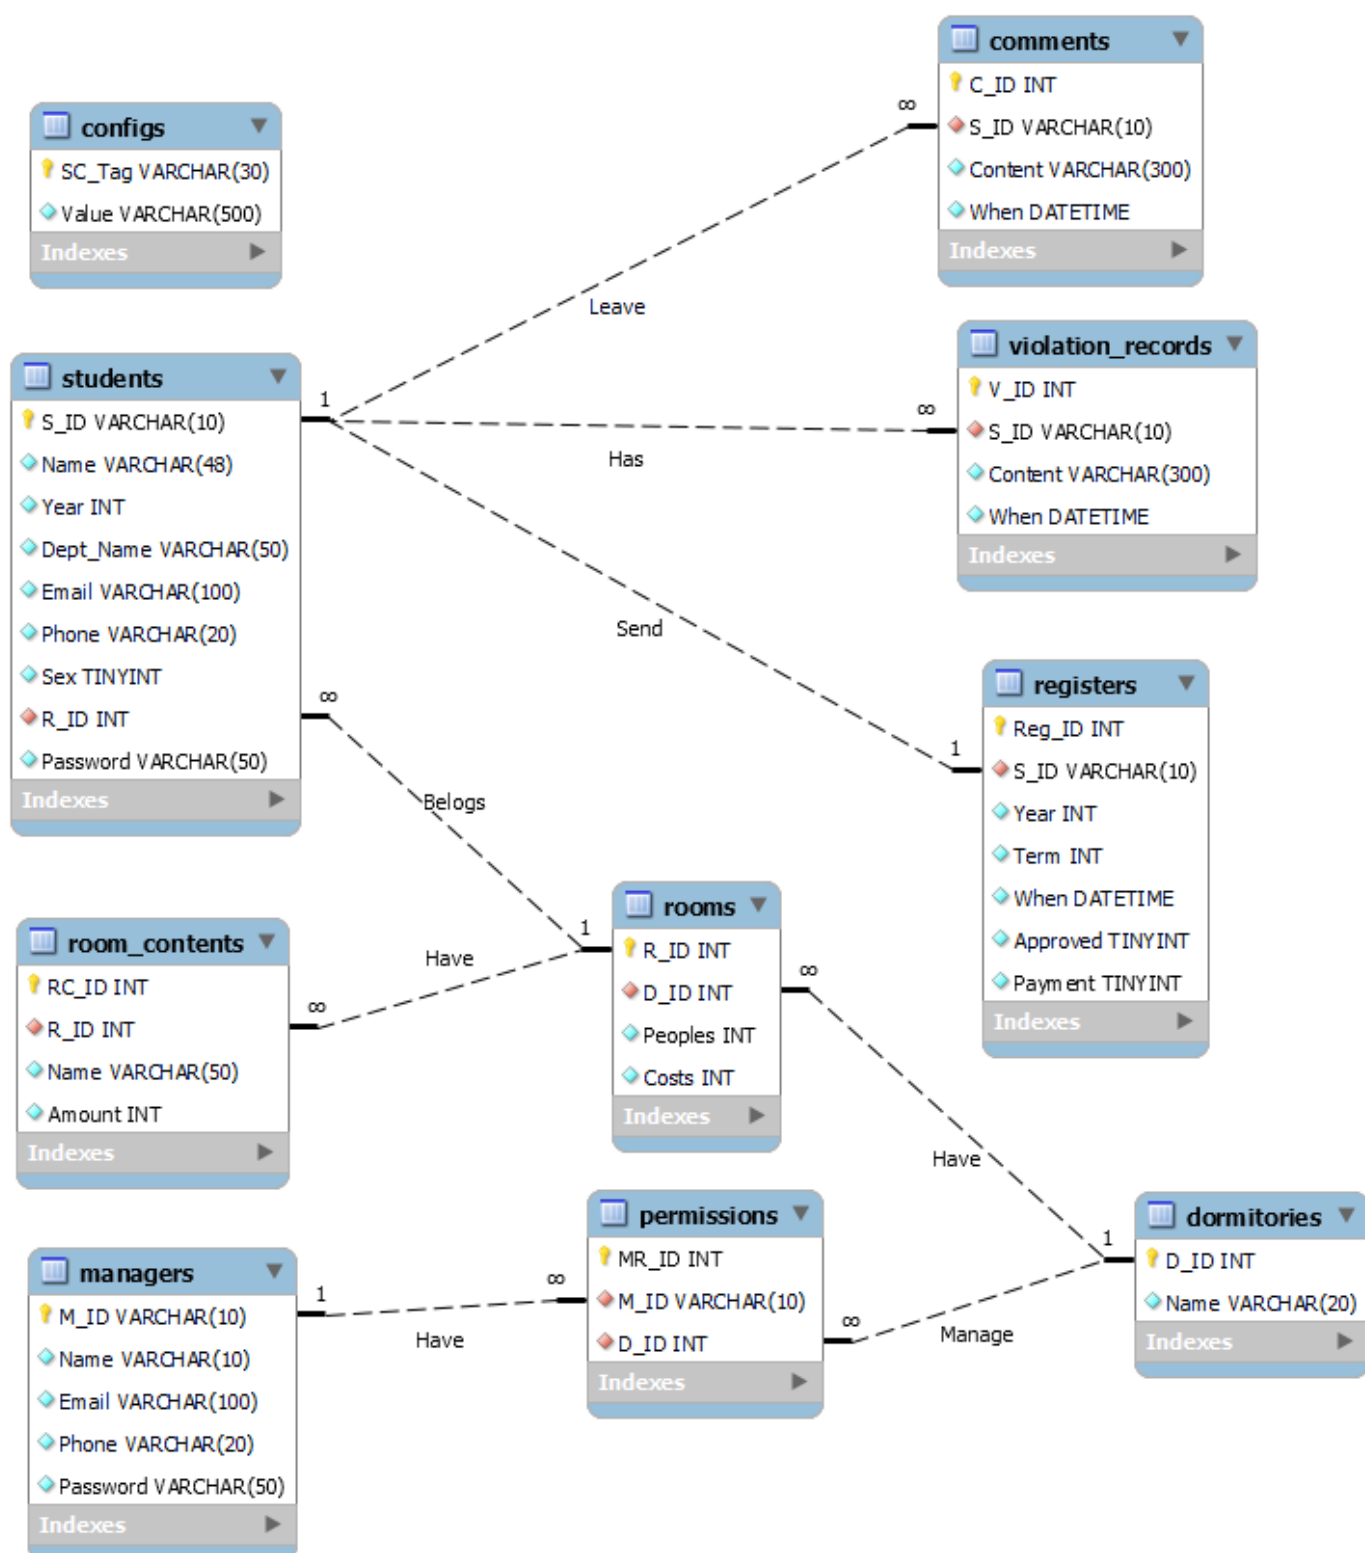 comments
C_ID INT
S_ID VARCHAR(10)
Content VARCHAR(300)
When DATETIME
Indexes
configs
SC_Tag VARCHAR(30)
Value VARCHAR(500)
Indexes
∞
Leave
violation_records
V_ID INT
S_ID VARCHAR(10)
Content VARCHAR(300)
When DATETIME
Indexes
students
S_ID VARCHAR(10)
Name VARCHAR(48)
Year INT
Dept_Name VARCHAR(50)
Email VARCHAR(100)
Phone VARCHAR(20)
Sex TINYINT
R_ID INT
Password VARCHAR(50)
Indexes
1
∞
Has
Send
∞
1
registers
Reg_ID INT
S_ID VARCHAR(10)
Year INT
Term INT
When DATETIME
Approved TINYINT
Payment TINYINT
Indexes
Belogs
rooms
R_ID INT
D_ID INT
Peoples INT
Costs INT
Indexes
1
Have
∞
room_contents
RC_ID INT
R_ID INT
Name VARCHAR(50)
Amount INT
Indexes
∞
Have
permissions
MR_ID INT
M_ID VARCHAR(10)
D_ID INT
Indexes
dormitories
D_ID INT
Name VARCHAR(20)
Indexes
1
∞
Manage
managers
M_ID VARCHAR(10)
Name VARCHAR(10)
Email VARCHAR(100)
Phone VARCHAR(20)
Password VARCHAR(50)
Indexes
1
∞
Have